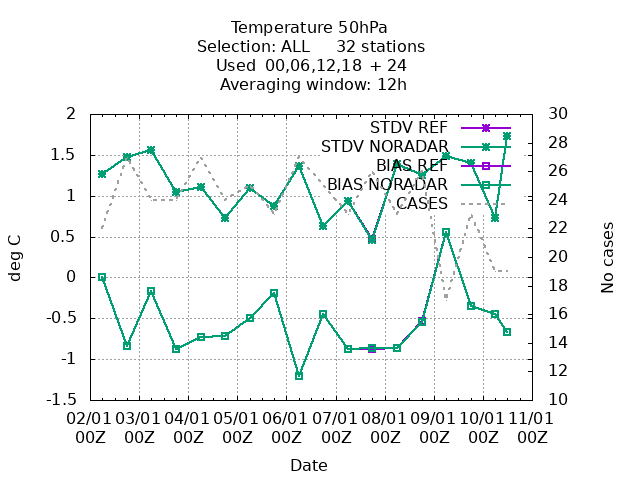 Temperature 50hPa
Selection: ALL 32 stations
Used 00,06,12,18 + 24
Averaging window: 12h
2
1.5
1
0.5
0
-0.5
-1
-1.5
deg C
30
28
26
24
22
20
18
16
14
12
10
No cases
STDV REF
STDV NORADAR
BIAS REF
BIAS NORADAR
CASES
02/01 03/01 04/01 05/01 06/01 07/01 08/01 09/01 10/01 11/01
00Z 00Z 00Z 00Z 00Z 00Z 00Z 00Z 00Z 00Z
Date